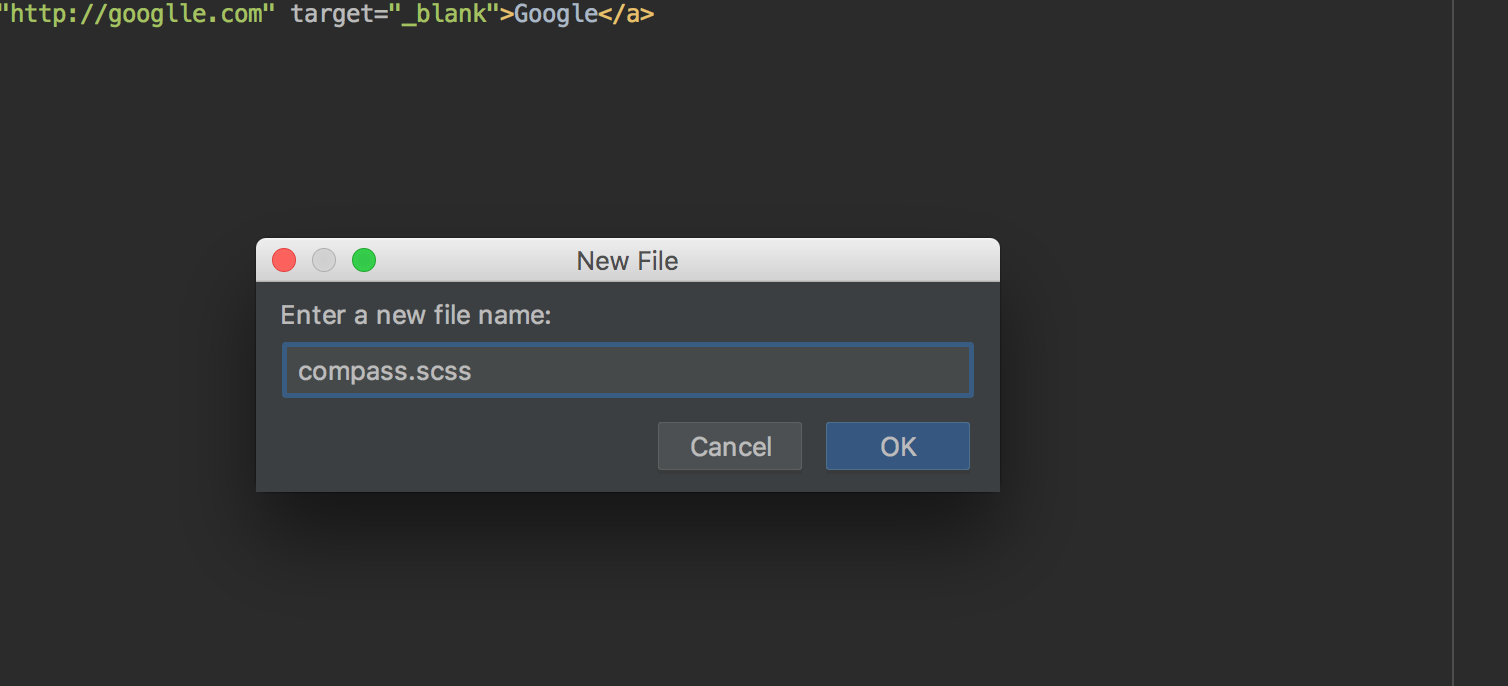 "http://googlle.com" target="_blank">Google</a>
New File
Enter a new file name:
compass.scss
Cancel OK